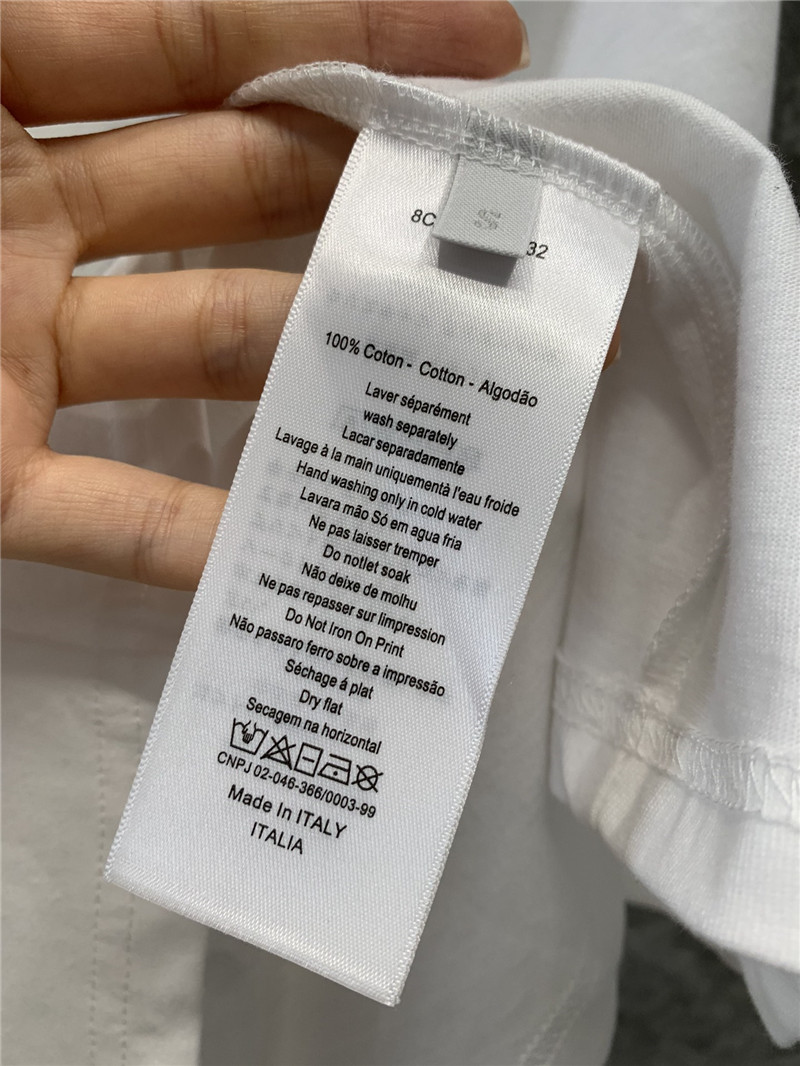 8C 32
100% Coton - Cotton - Algodão
Laver séparément
wash separately
Lacar separadamente
Lavage à la main uniquementà l'eau froide
Hand washing only in cold water
Lavara mão Só em agua fria
Ne pas laisser tremper
Do notlet soak
Não deixe de molhu
Ne pas repasser sur limpression
Do Not Iron On Print
Não passaro ferro sobre a impressão
Séchage á plat
Dry flat
Secagem na horizontal
CNPJ 02-046-366/0003-99
Made In ITALY
ITALIA